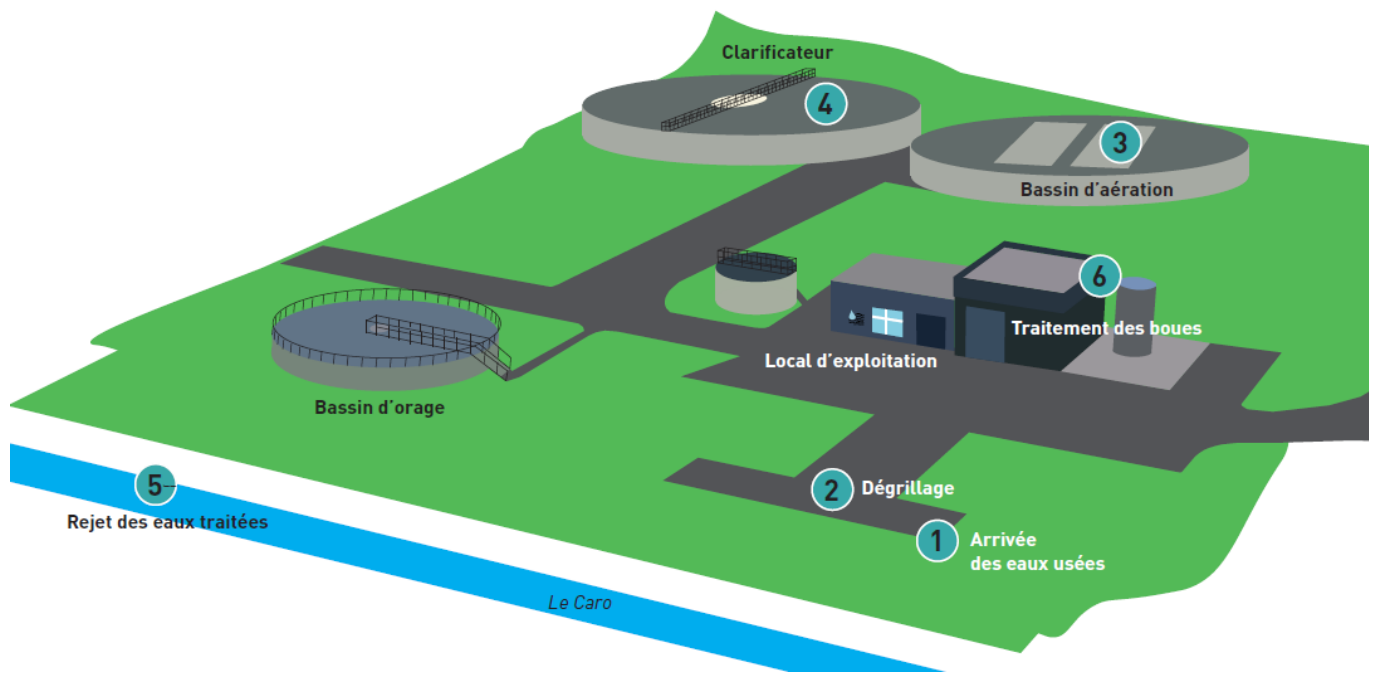 Clarificateur
4
3
Bassin d'aération
6
Traitement des boues
Local d'exploitation
Bassin d'orage
5
Rejet des eaux traitées
2
Dégrillage
1
Arrivée
des eaux usées
Le Caro